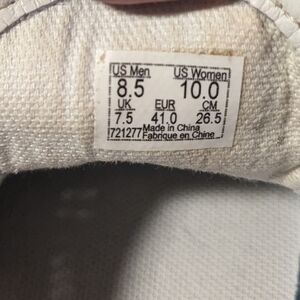 US Men US Women
8.5 10.0
UK EUR CM
7.5 41.0 26.5
721277 Made in China
Fabrique en Chine